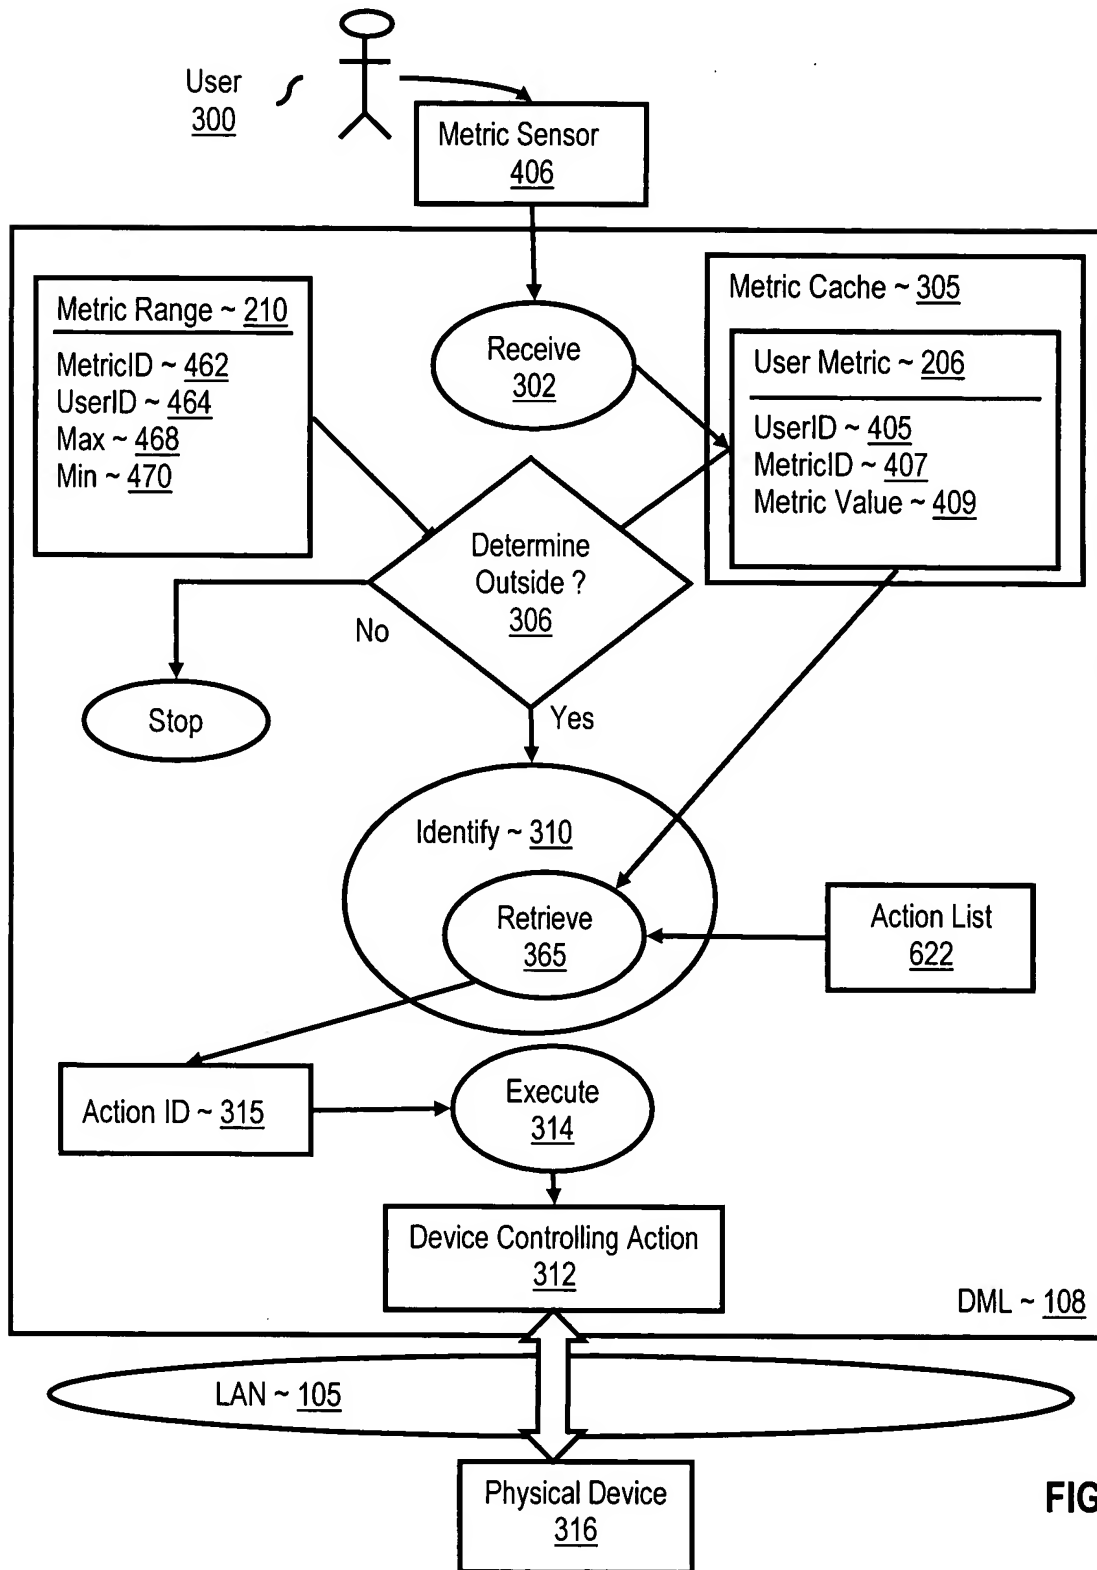 User
300
Metric Sensor
406
Metric Range ~ 210
MetricID ~ 462
UserID ~ 464
Max ~ 468
Min ~ 470
Receive
302
Metric Cache ~ 305
User Metric ~ 206
UserID ~ 405
MetricID ~ 407
Metric Value ~ 409
Determine
Outside ?
306
No
Stop
Yes
Identify ~ 310
Retrieve
365
Action List
622
Action ID ~ 315
Execute
314
Device Controlling Action
312
DML ~ 108
LAN ~ 105
Physical Device
316
FIG